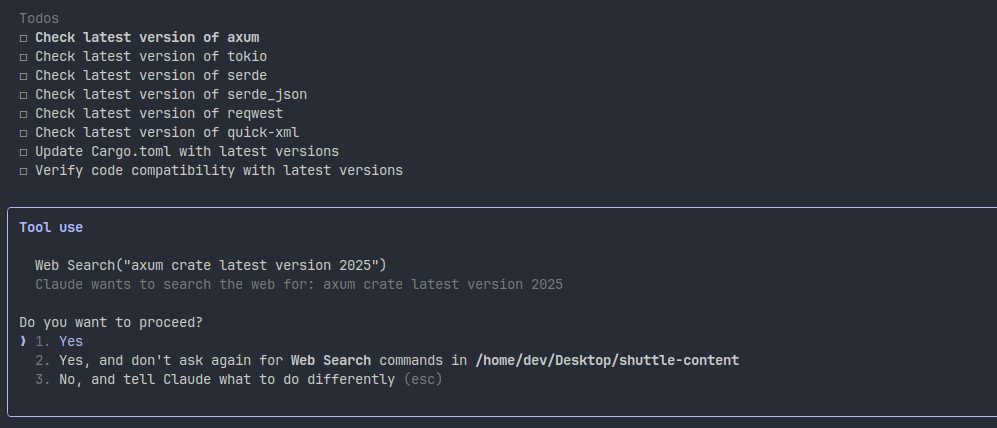 Todos
☐ Check latest version of axum
☐ Check latest version of tokio
☐ Check latest version of serde
☐ Check latest version of serde_json
☐ Check latest version of reqwest
☐ Check latest version of quick-xml
☐ Update Cargo.toml with latest versions
☐ Verify code compatibility with latest versions
Tool use
Web Search("axum crate latest version 2025")
Claude wants to search the web for: axum crate latest version 2025
Do you want to proceed?
❯ 1. Yes
2. Yes, and don't ask again for Web Search commands in /home/dev/Desktop/shuttle-content
3. No, and tell Claude what to do differently (esc)